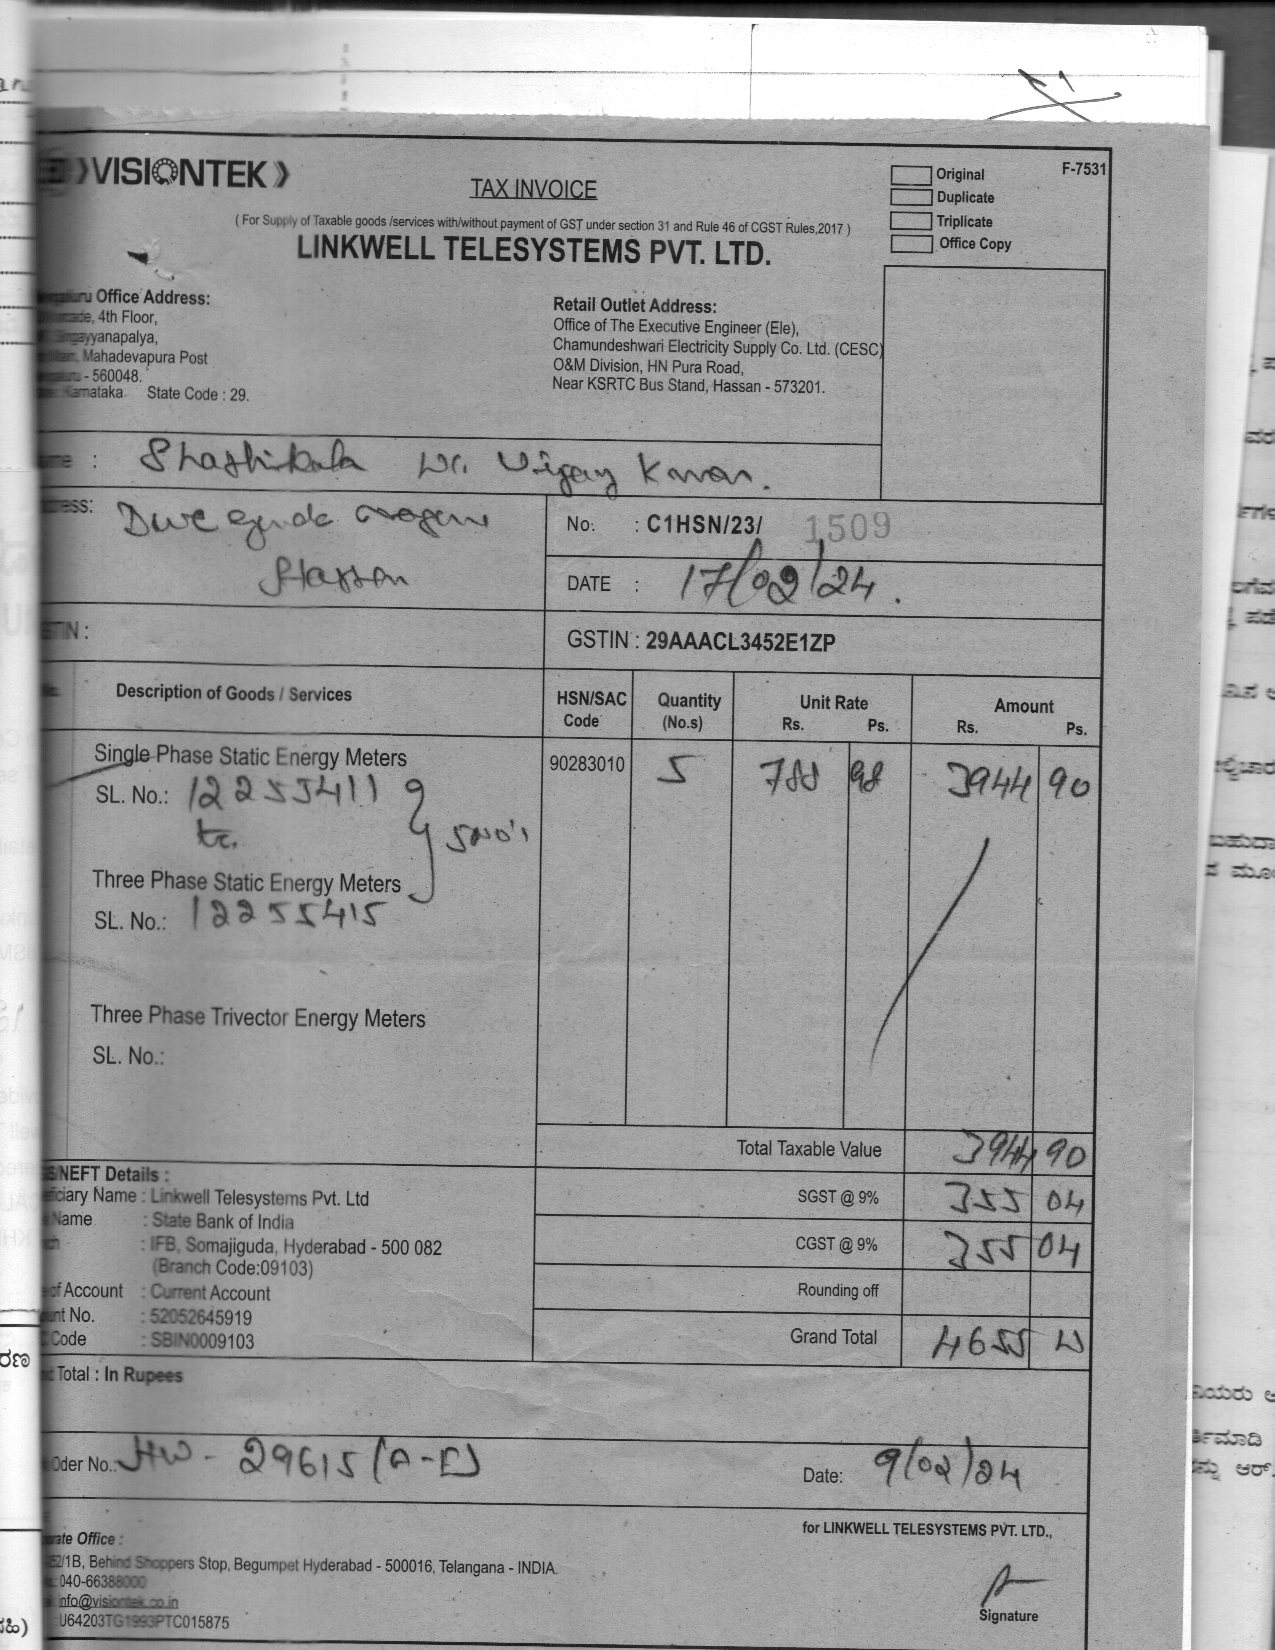 VISIONTEK
TAX INVOICE
F-7531
Original
Duplicate
Triplicate
Office Copy
( For Supply of Taxable goods /services with/without payment of GST under section 31 and Rule 46 of CGST Rules,2017 )
LINKWELL TELESYSTEMS PVT. LTD.
Office Address:
4th Floor,
Mahadevapura Post
- 560048.
Karnataka State Code : 29.
Retail Outlet Address:
Office of The Executive Engineer (Ele),
Chamundeshwari Electricity Supply Co. Ltd. (CESC)
O&M Division, HN Pura Road,
Near KSRTC Bus Stand, Hassan - 573201.
: Shashikala W/. Vijay Kumar.
Hassan
No. : C1HSN/23/ 1509
DATE : 17/02/24.
GSTIN : 29AAACL3452E1ZP
Description of Goods / Services
HSN/SAC Code
Quantity (No.s)
Unit Rate
Rs. Ps.
Amount
Rs. Ps.
Single Phase Static Energy Meters 90283010 5 788 98 3944 90
SL. No.: 12255411
to. 5 no's
Three Phase Static Energy Meters
SL. No.: 12255415
Three Phase Trivector Energy Meters
SL. No.:
Total Taxable Value 3944 90
SGST @ 9% 355 04
CGST @ 9% 355 04
Rounding off
Grand Total 4655
NEFT Details :
Name : Linkwell Telesystems Pvt. Ltd
Name : State Bank of India
: IFB, Somajiguda, Hyderabad - 500 082
(Branch Code:09103)
of Account : Current Account
No. : 52052645919
Code : SBIN0009103
Total : In Rupees
Oder No.: HW - 29615 (A-E)
Date: 9/02/24
Office :
Behind Shoppers Stop, Begumpet Hyderabad - 500016, Telangana - INDIA.
: 040-66388000
info@visiontek.co.in
U64203TG1993PTC015875
for LINKWELL TELESYSTEMS PVT. LTD.,
Signature